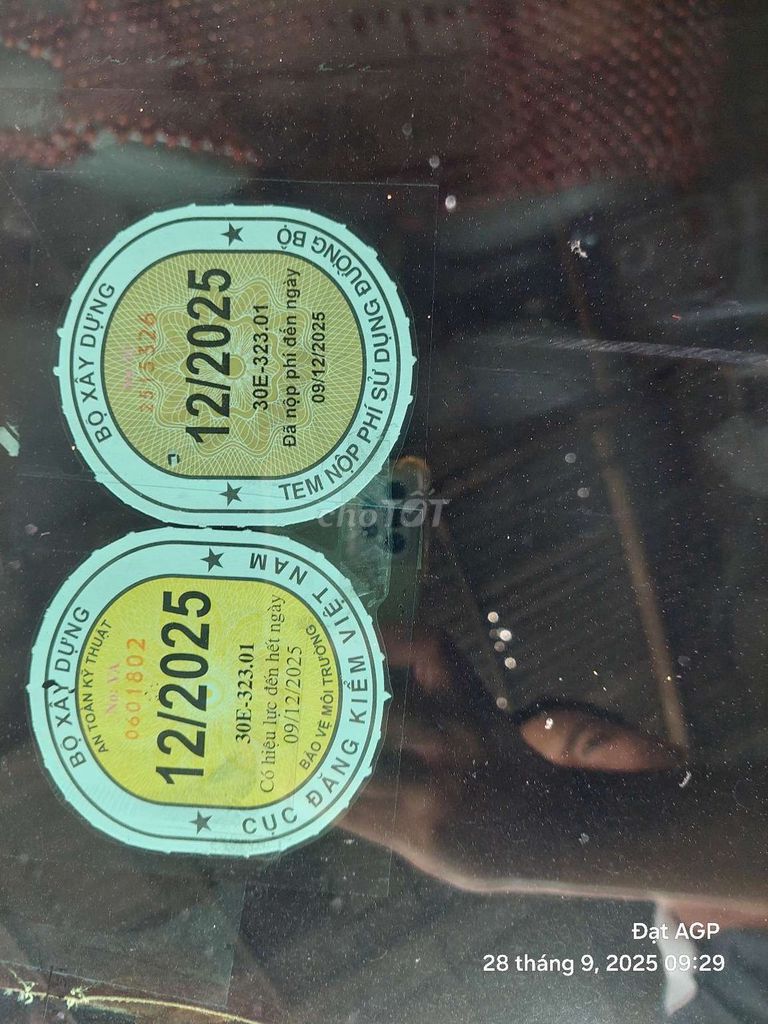 BỘ XÂY DỰNG
2515326
12/2025
30E-323.01
Đã nộp phí đến ngày
09/12/2025
TEM NỘP PHÍ SỬ DỤNG ĐƯỜNG BỘ
BỘ XÂY DỰNG
AN TOÀN KỸ THUẬT
No: VA
0601802
12/2025
30E-323.01
Có hiệu lực đến hết ngày
09/12/2025
BẢO VỆ MÔI TRƯỜNG
CỤC ĐĂNG KIỂM VIỆT NAM
choTỐT
Đạt AGP
28 tháng 9, 2025 09:29